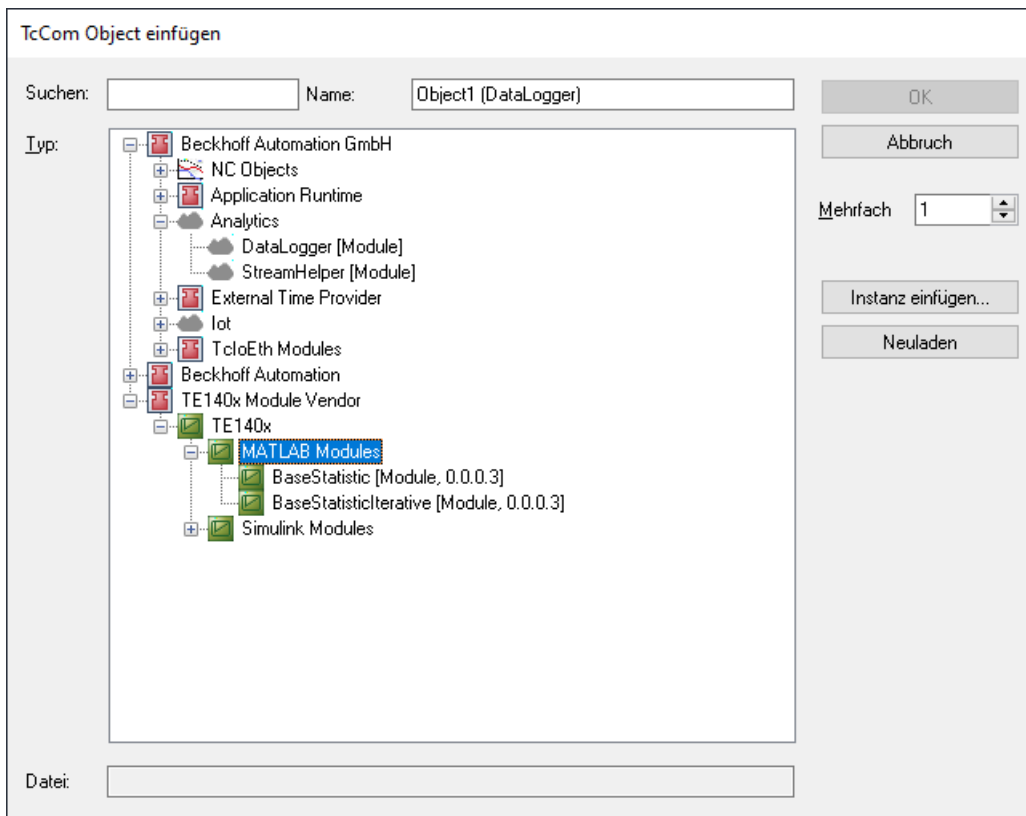 TcCom Object einfügen
Suchen:
Name:
Object1 (DataLogger)
OK
Typ:
Beckhoff Automation GmbH
Abbruch
NC Objects
Application Runtime
Mehrfach
1
Analytics
DataLogger [Module]
StreamHelper [Module]
External Time Provider
Instanz einfügen...
Iot
TcIoEth Modules
Neuladen
Beckhoff Automation
TE140x Module Vendor
TE140x
MATLAB Modules
BaseStatistic [Module, 0.0.0.3]
BaseStatisticIterative [Module, 0.0.0.3]
Simulink Modules
Datei: